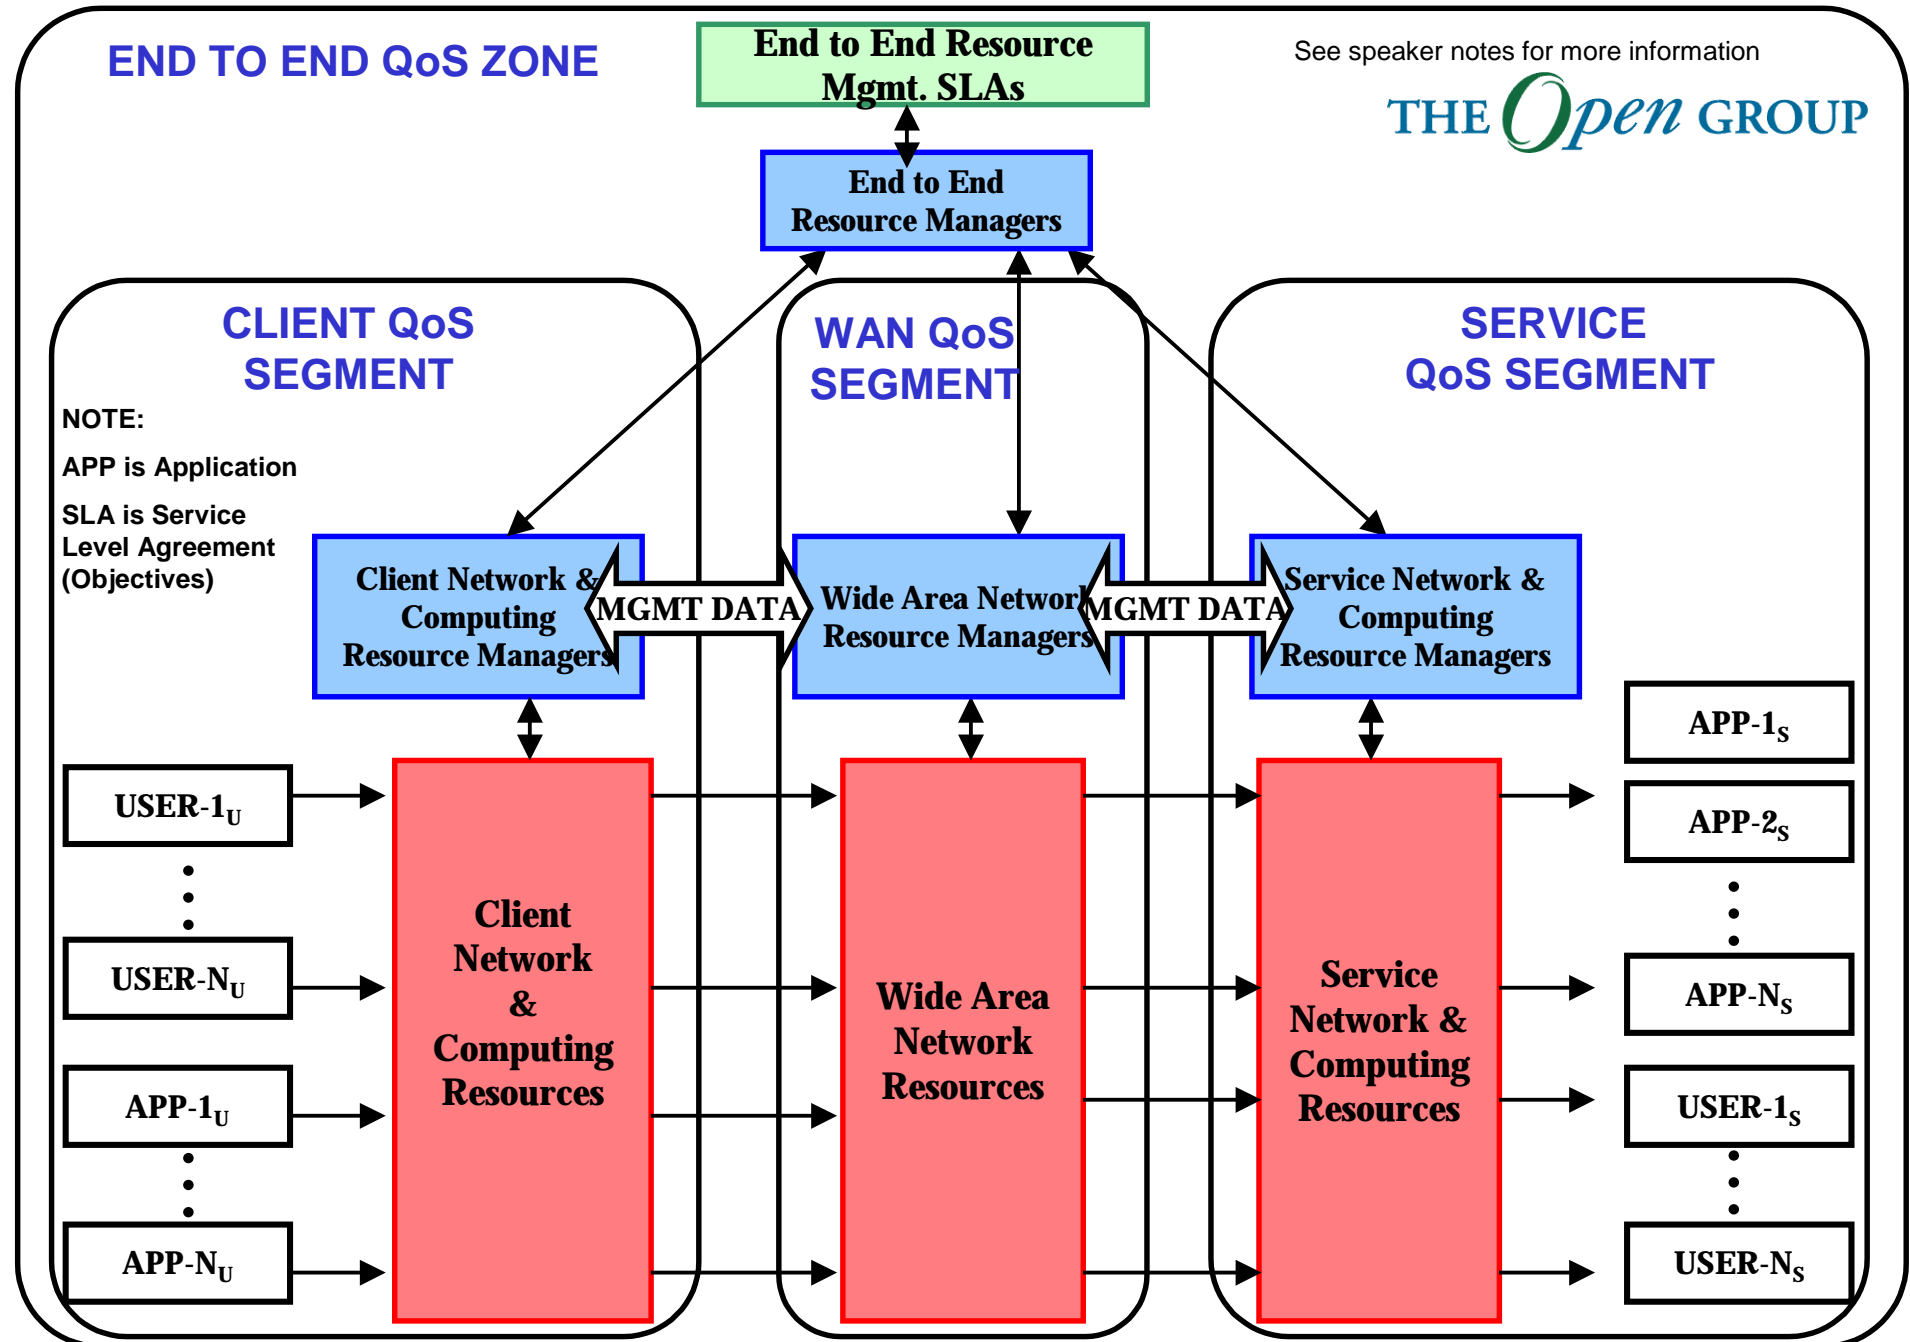 END TO END QoS ZONE
End to End Resource
Mgmt. SLAs
See speaker notes for more information
THE Open GROUP
End to End
Resource Managers
CLIENT QoS
SEGMENT
WAN QoS
SEGMENT
SERVICE
QoS SEGMENT
NOTE:
APP is Application
SLA is Service
Level Agreement
(Objectives)
Client Network &
Computing
Resource Managers
MGMT DATA
Wide Area Network
Resource Managers
MGMT DATA
Service Network &
Computing
Resource Managers
USER-1U
USER-NU
APP-1U
APP-NU
Client
Network
&
Computing
Resources
Wide Area
Network
Resources
Service
Network &
Computing
Resources
APP-1S
APP-2S
APP-NS
USER-1S
USER-NS